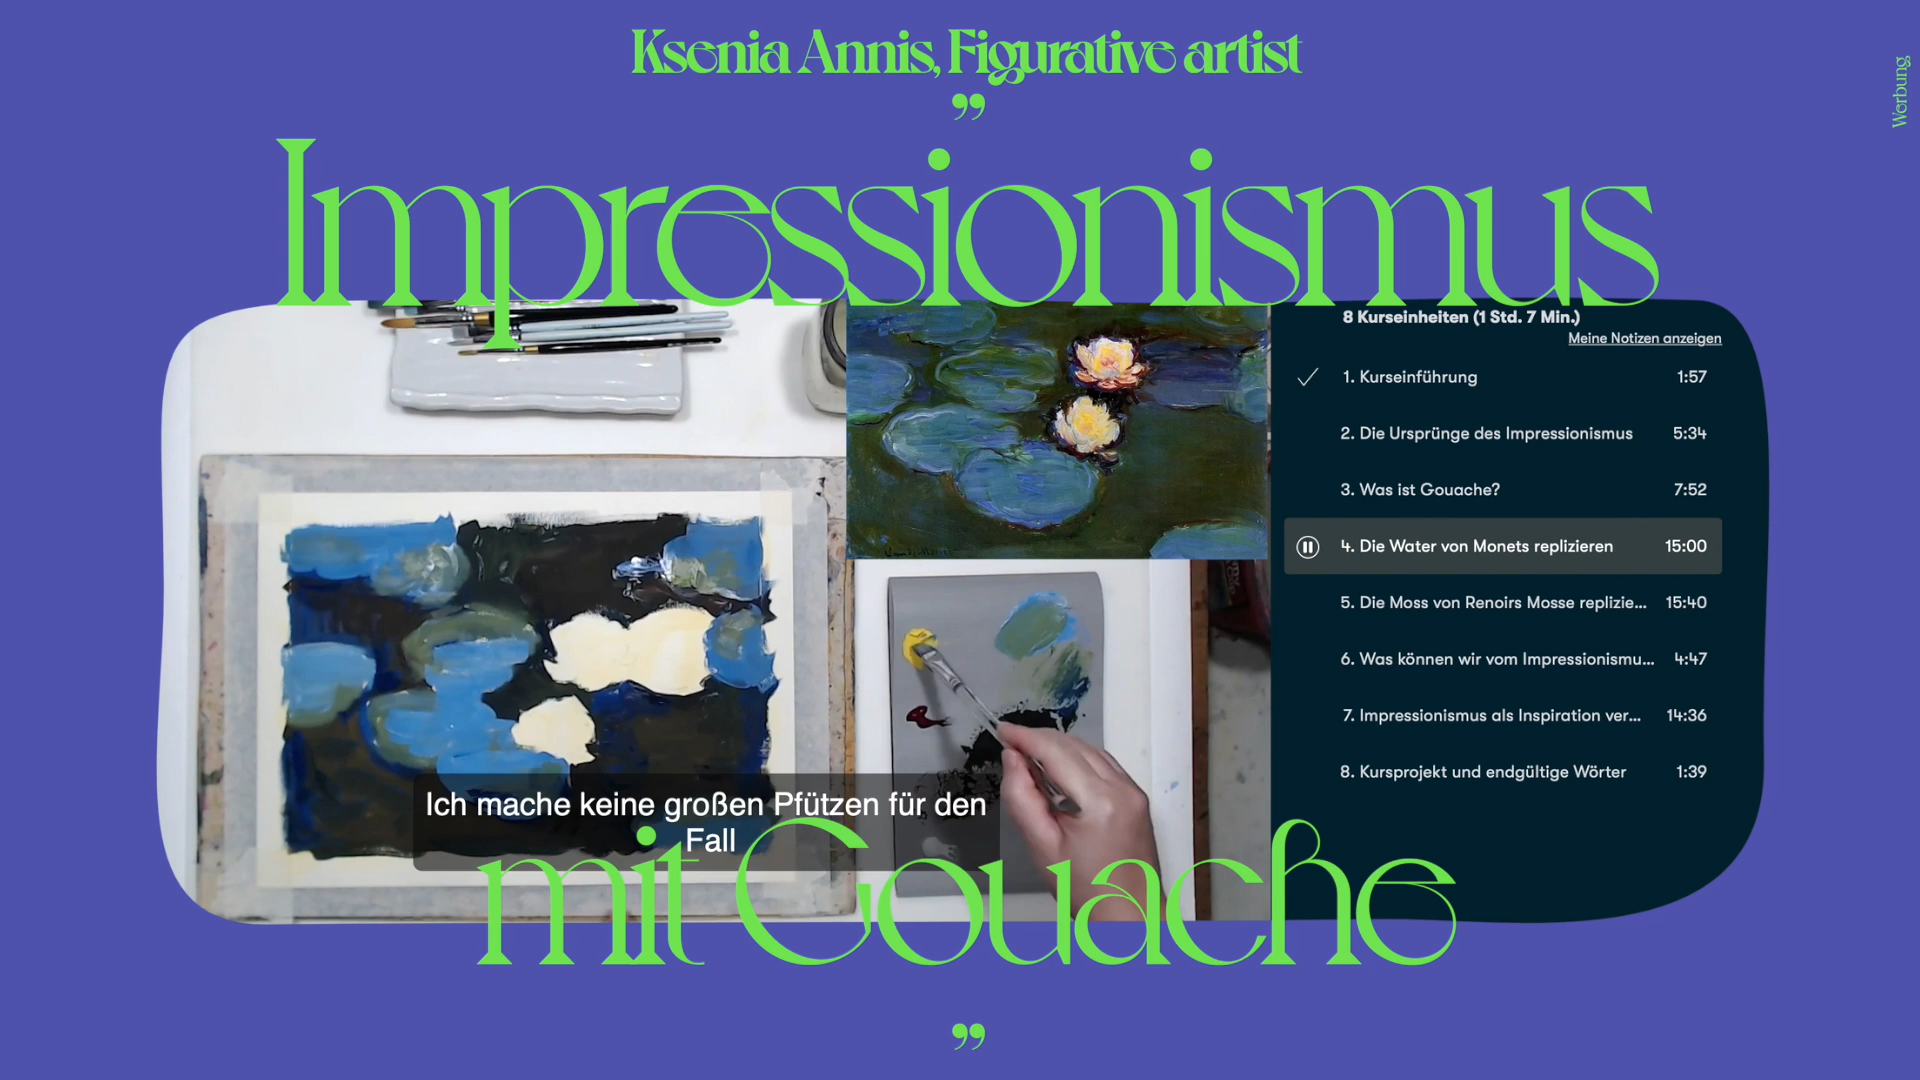 Ksenia Annis, Figurative artist
Werbung
”
Impressionismus
8 Kurseinheiten (1 Std. 7 Min.)
Meine Notizen anzeigen
1. Kurseinführung 1:57
2. Die Ursprünge des Impressionismus 5:34
3. Was ist Gouache? 7:52
4. Die Water von Monets replizieren 15:00
5. Die Moss von Renoirs Mosse replizie... 15:40
6. Was können wir vom Impressionismu... 4:47
7. Impressionismus als Inspiration ver... 14:36
8. Kursprojekt und endgültige Wörter 1:39
Ich mache keine großen Pfützen für den
Fall
mit Gouache
”